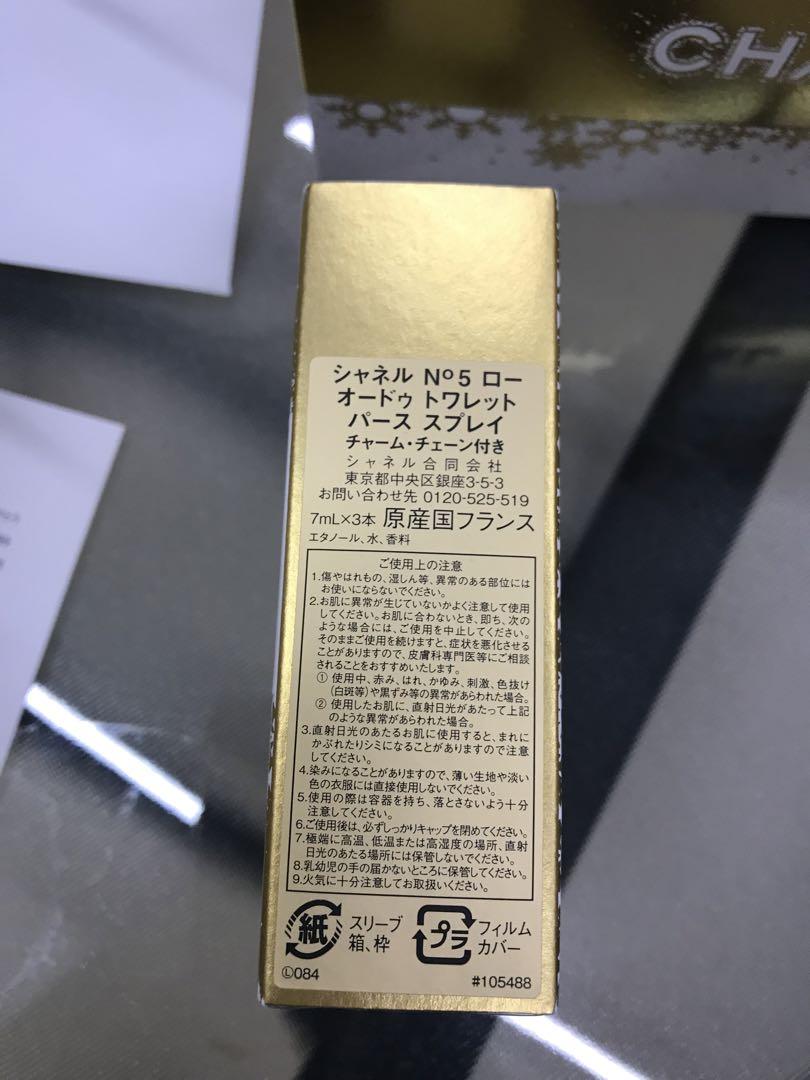 CHA
シャネル Nº5 ロー
オードゥ トワレット
パース スプレイ
チャーム・チェーン付き
シャネル合同会社
東京都中央区銀座3-5-3
お問い合わせ先 0120-525-519
7mL×3本 原産国フランス
エタノール、水、香料
ご使用上の注意
1.傷やはれもの、湿しん等、異常のある部位には
お使いにならないでください。
2.お肌に異常が生じていないかよく注意して使用
してください。お肌に合わないとき、即ち、次の
ような場合には、ご使用を中止してください。
そのままご使用を続けますと、症状を悪化させる
ことがありますので、皮膚科専門医等にご相談
されることをおすすめいたします。
① 使用中、赤み、はれ、かゆみ、刺激、色抜け
(白斑等)や黒ずみ等の異常があらわれた場合。
② 使用したお肌に、直射日光があたって上記
のような異常があらわれた場合。
3.直射日光のあたるお肌に使用すると、まれに
かぶれたりシミになることがありますので注意
してください。
4.染みになることがありますので、薄い生地や淡い
色の衣服には直接使用しないでください。
5.使用の際は容器を持ち、落とさないよう十分
注意してください。
6.ご使用後は、必ずしっかりキャップを閉めてください。
7.極端に高温、低温または高湿度の場所、直射
日光のあたる場所には保管しないでください。
8.乳幼児の手の届かないところに保管してください。
9.火気に十分注意してお取扱いください。
紙 スリーブ
箱、枠
プラ フィルム
カバー
Ⓛ084
#105488